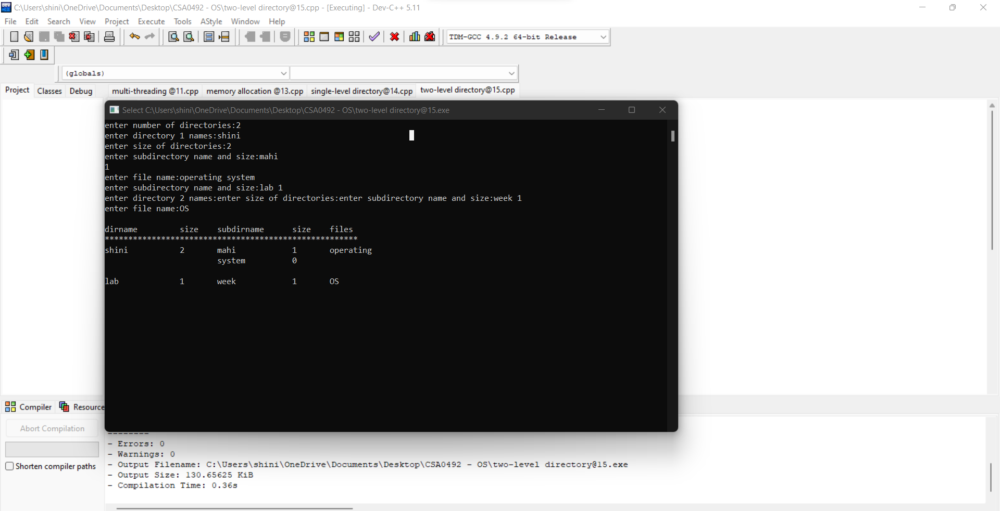 C:\Users\shini\OneDrive\Documents\Desktop\CSA0492 - OS\two-level directory@15.cpp - [Executing] - Dev-C++ 5.11
File Edit Search View Project Execute Tools AStyle Window Help
TDM-GCC 4.9.2 64-bit Release
(globals)
Project Classes Debug multi-threading @11.cpp memory allocation @13.cpp single-level directory@14.cpp two-level directory@15.cpp
Select C:\Users\shini\OneDrive\Documents\Desktop\CSA0492 - OS\two-level directory@15.exe
enter number of directories:2
enter directory 1 names:shini
enter size of directories:2
enter subdirectory name and size:mahi
1
enter file name:operating system
enter subdirectory name and size:lab 1
enter directory 2 names:enter size of directories:enter subdirectory name and size:week 1
enter file name:OS
dirname size subdirname size files
******************************************************
shini 2 mahi 1 operating
system 0
lab 1 week 1 OS
Compiler Resource
Abort Compilation
Shorten compiler paths
--------
- Errors: 0
- Warnings: 0
- Output Filename: C:\Users\shini\OneDrive\Documents\Desktop\CSA0492 - OS\two-level directory@15.exe
- Output Size: 130.65625 KiB
- Compilation Time: 0.36s